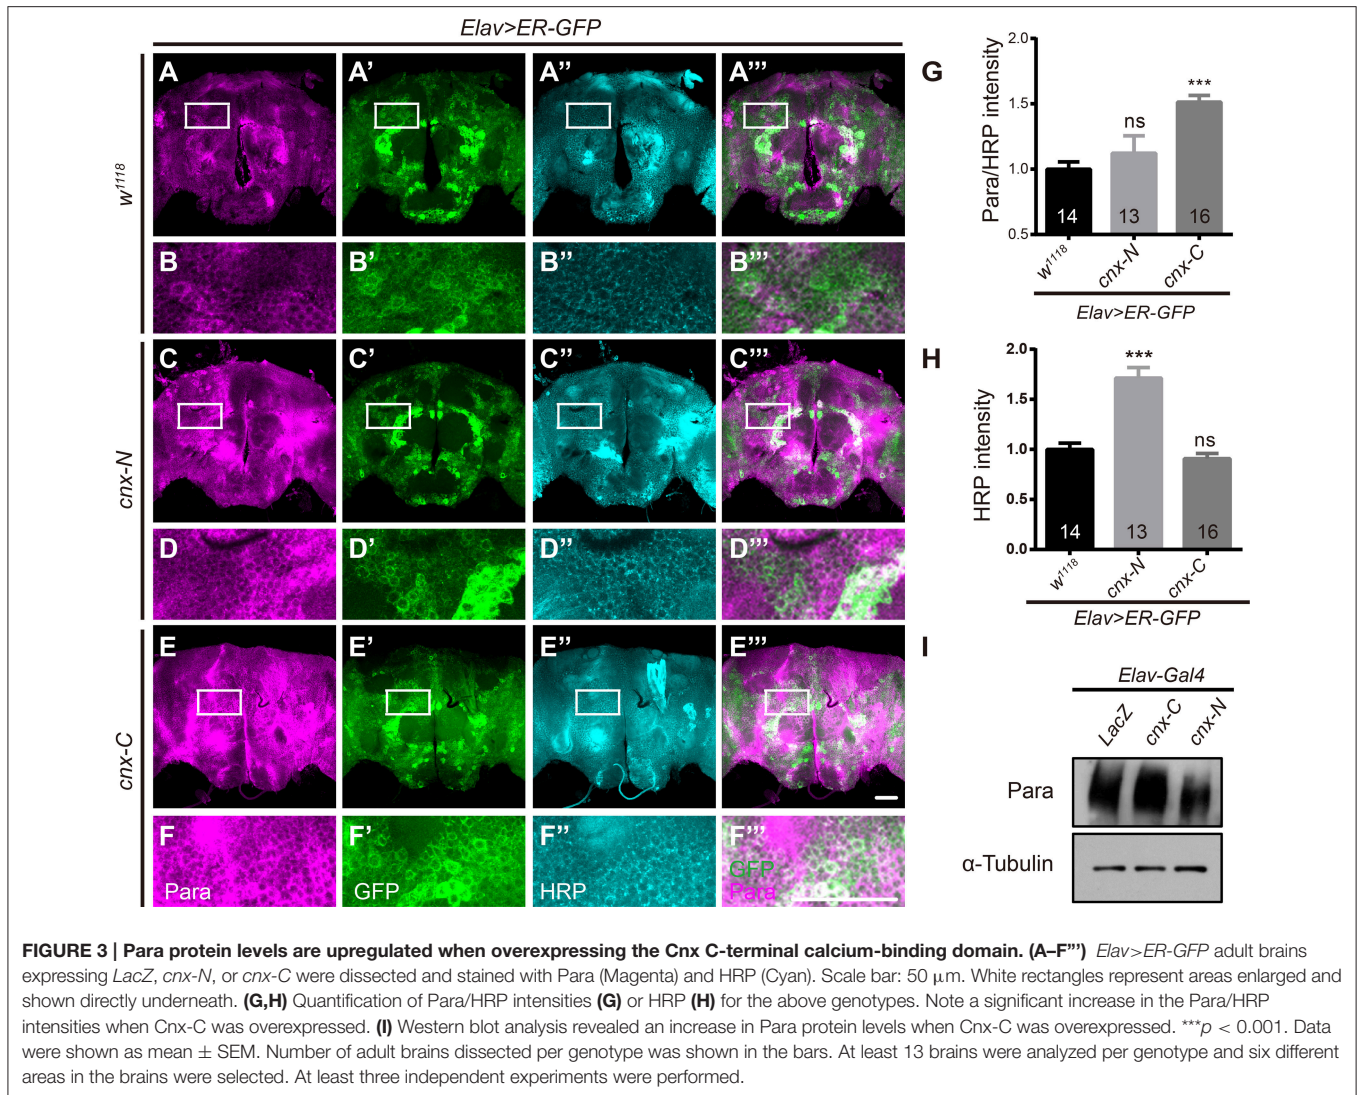 Elav>ER-GFP
w1118
A A’ A’’ A’’’
B B’ B’’ B’’’
cnx-N
C C’ C’’ C’’’
D D’ D’’ D’’’
cnx-C
E E’ E’’ E’’’
F F’ F’’ F’’’
Para GFP HRP GFP
Para
G
Para/HRP intensity
2.0
1.5
1.0
0.5
ns
***
14 13 16
w1118 cnx-N cnx-C
Elav>ER-GFP
H
HRP intensity
2.0
1.5
1.0
0.5
0.0
***
ns
14 13 16
w1118 cnx-N cnx-C
Elav>ER-GFP
I
Elav-Gal4
LacZ cnx-C cnx-N
Para
α-Tubulin
FIGURE 3 | Para protein levels are upregulated when overexpressing the Cnx C-terminal calcium-binding domain. (A–F”’) Elav>ER-GFP adult brains
expressing LacZ, cnx-N, or cnx-C were dissected and stained with Para (Magenta) and HRP (Cyan). Scale bar: 50 μm. White rectangles represent areas enlarged and
shown directly underneath. (G,H) Quantification of Para/HRP intensities (G) or HRP (H) for the above genotypes. Note a significant increase in the Para/HRP
intensities when Cnx-C was overexpressed. (I) Western blot analysis revealed an increase in Para protein levels when Cnx-C was overexpressed. ***p < 0.001. Data
were shown as mean ± SEM. Number of adult brains dissected per genotype was shown in the bars. At least 13 brains were analyzed per genotype and six different
areas in the brains were selected. At least three independent experiments were performed.